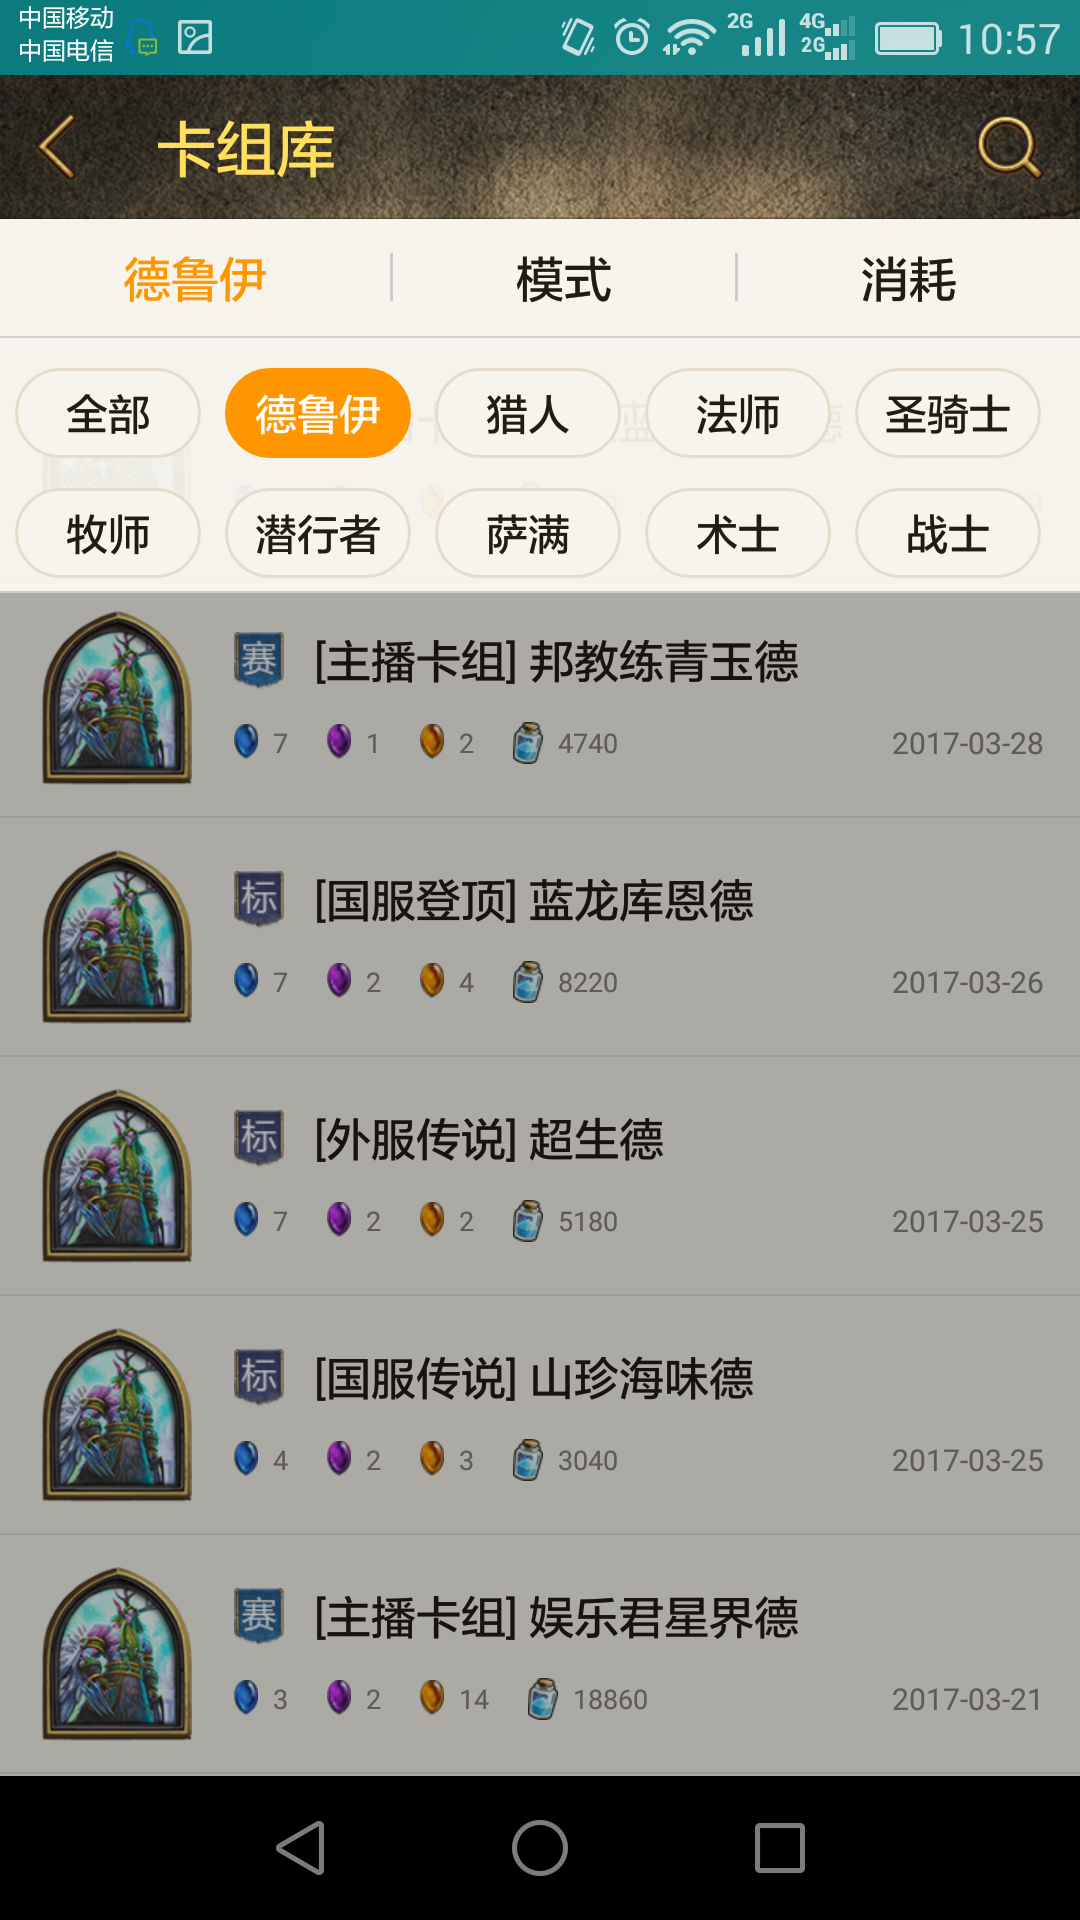 中国移动
中国电信
2G 4G 2G 10:57
卡组库
德鲁伊 模式 消耗
全部 德鲁伊 猎人 法师 圣骑士
牧师 潜行者 萨满 术士 战士
赛 [主播卡组] 邦教练青玉德
7 1 2 4740 2017-03-28
标 [国服登顶] 蓝龙库恩德
7 2 4 8220 2017-03-26
标 [外服传说] 超生德
7 2 2 5180 2017-03-25
标 [国服传说] 山珍海味德
4 2 3 3040 2017-03-25
赛 [主播卡组] 娱乐君星界德
3 2 14 18860 2017-03-21